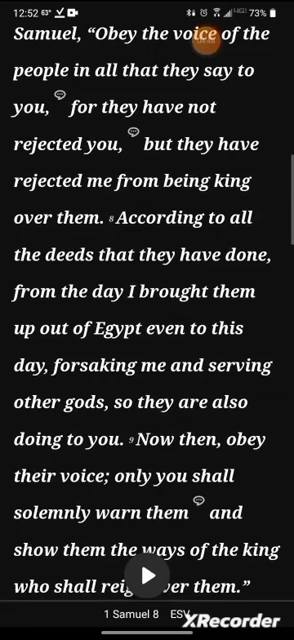 12:52 63° 73%
Samuel, “Obey the voice of the
people in all that they say to
you, for they have not
rejected you, but they have
rejected me from being king
over them. 8 According to all
the deeds that they have done,
from the day I brought them
up out of Egypt even to this
day, forsaking me and serving
other gods, so they are also
doing to you. 9 Now then, obey
their voice; only you shall
solemnly warn them and
show them the ways of the king
who shall reign over them.”
1 Samuel 8 ESV
XRecorder